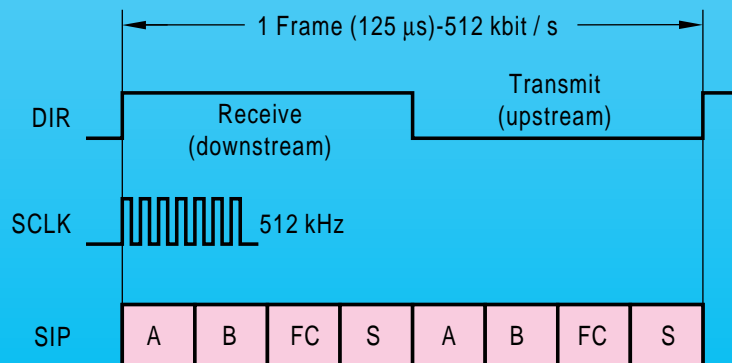 1 Frame (125 µs)-512 kbit / s
DIR
Receive
(downstream)
Transmit
(upstream)
SCLK
512 kHz
SIP A B FC S A B FC S